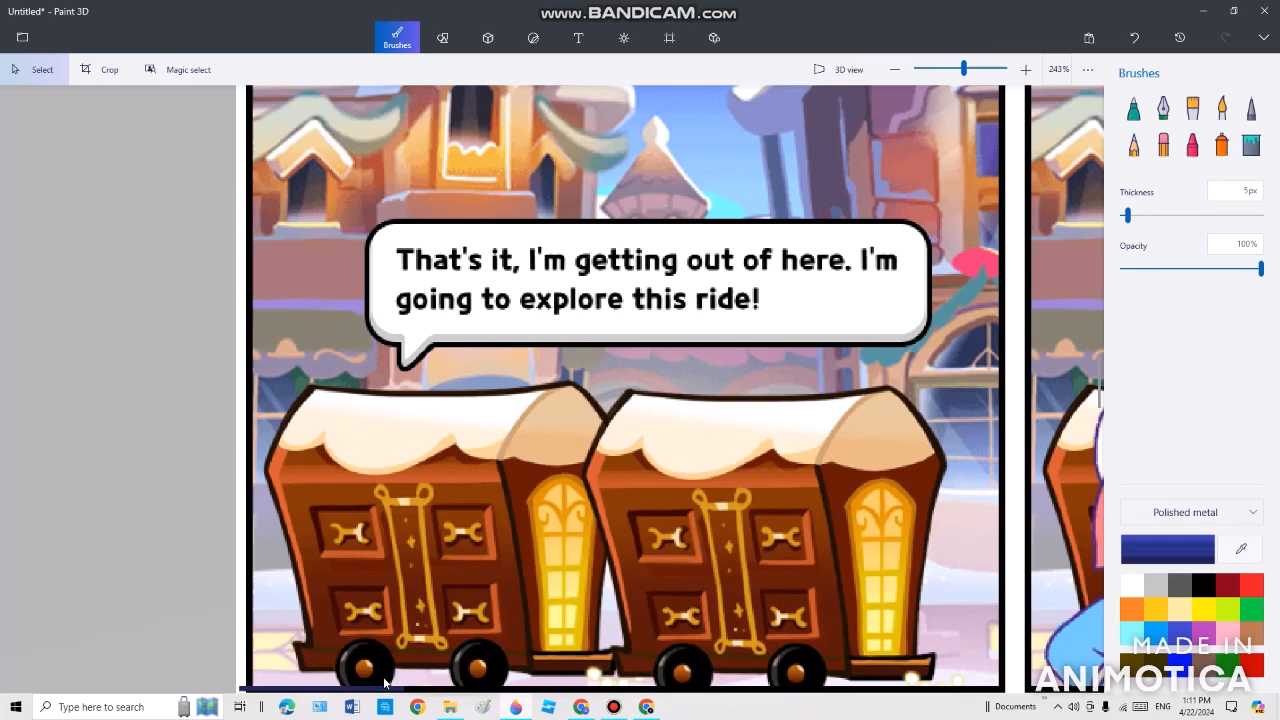 Untitled* - Paint 3D
www.BANDICAM.com
Brushes
Select
Crop
Magic select
3D view
243%
Brushes
Thickness
5px
Opacity
100%
That's it, I'm getting out of here. I'm
going to explore this ride!
Polished metal
MADE IN
ANIMOTICA
Type here to search
Documents
ENG
1:11 PM
4/22/2024